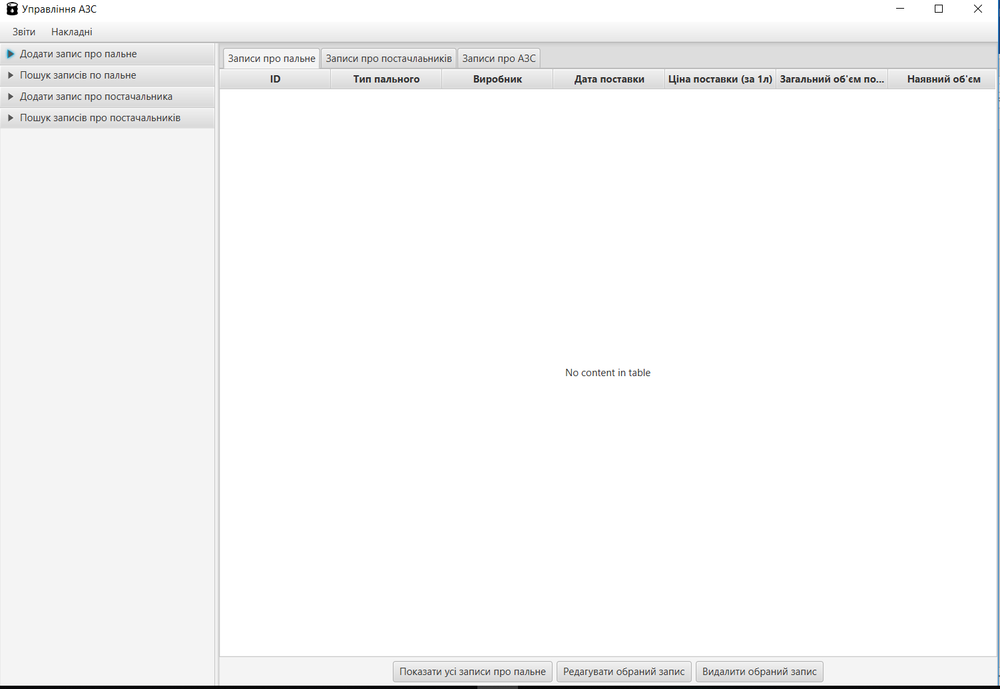 Управління АЗС
Звіти Накладні
Додати запис про пальне
Пошук записів по пальне
Додати запис про постачальника
Пошук записів про постачальників
Записи про пальне Записи про постачлаьників Записи про АЗС
ID Тип пального Виробник Дата поставки Ціна поставки (за 1л) Загальний об'єм по... Наявний об'єм
No content in table
Показати усі записи про пальне Редагувати обраний запис Видалити обраний запис